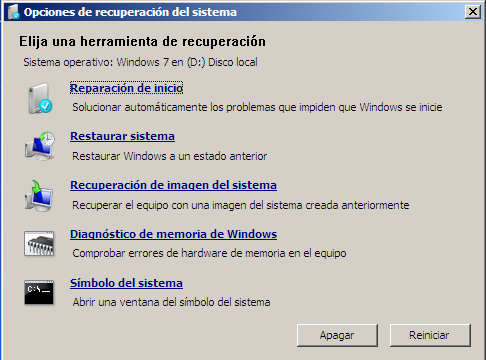 Opciones de recuperación del sistema
Elija una herramienta de recuperación
Sistema operativo: Windows 7 en (D:) Disco local
Reparación de inicio
Solucionar automáticamente los problemas que impiden que Windows se inicie
Restaurar sistema
Restaurar Windows a un estado anterior
Recuperación de imagen del sistema
Recuperar el equipo con una imagen del sistema creada anteriormente
Diagnóstico de memoria de Windows
Comprobar errores de hardware de memoria en el equipo
C:\_
Símbolo del sistema
Abrir una ventana del símbolo del sistema
Apagar
Reiniciar